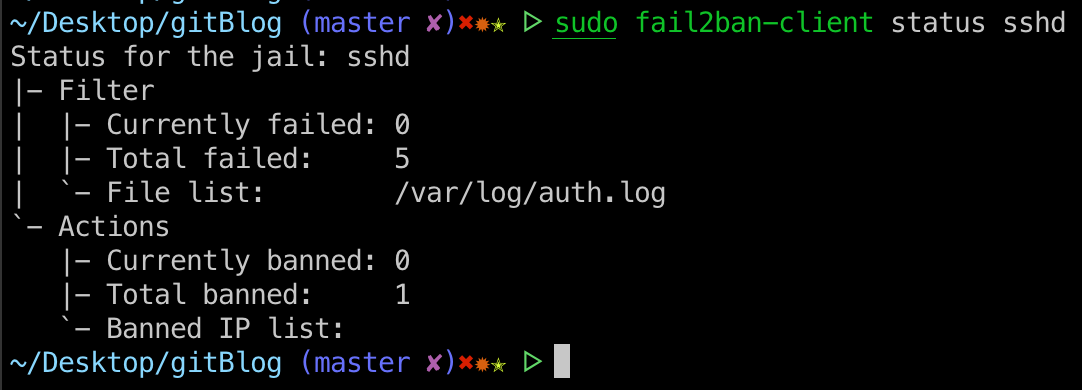 ~/Desktop/gitBlog (master ✘)✖✹✭ ▷ sudo fail2ban-client status sshd
Status for the jail: sshd
|- Filter
|  |- Currently failed: 0
|  |- Total failed:     5
|  `- File list:        /var/log/auth.log
`- Actions
   |- Currently banned: 0
   |- Total banned:     1
   `- Banned IP list:
~/Desktop/gitBlog (master ✘)✖✹✭ ▷